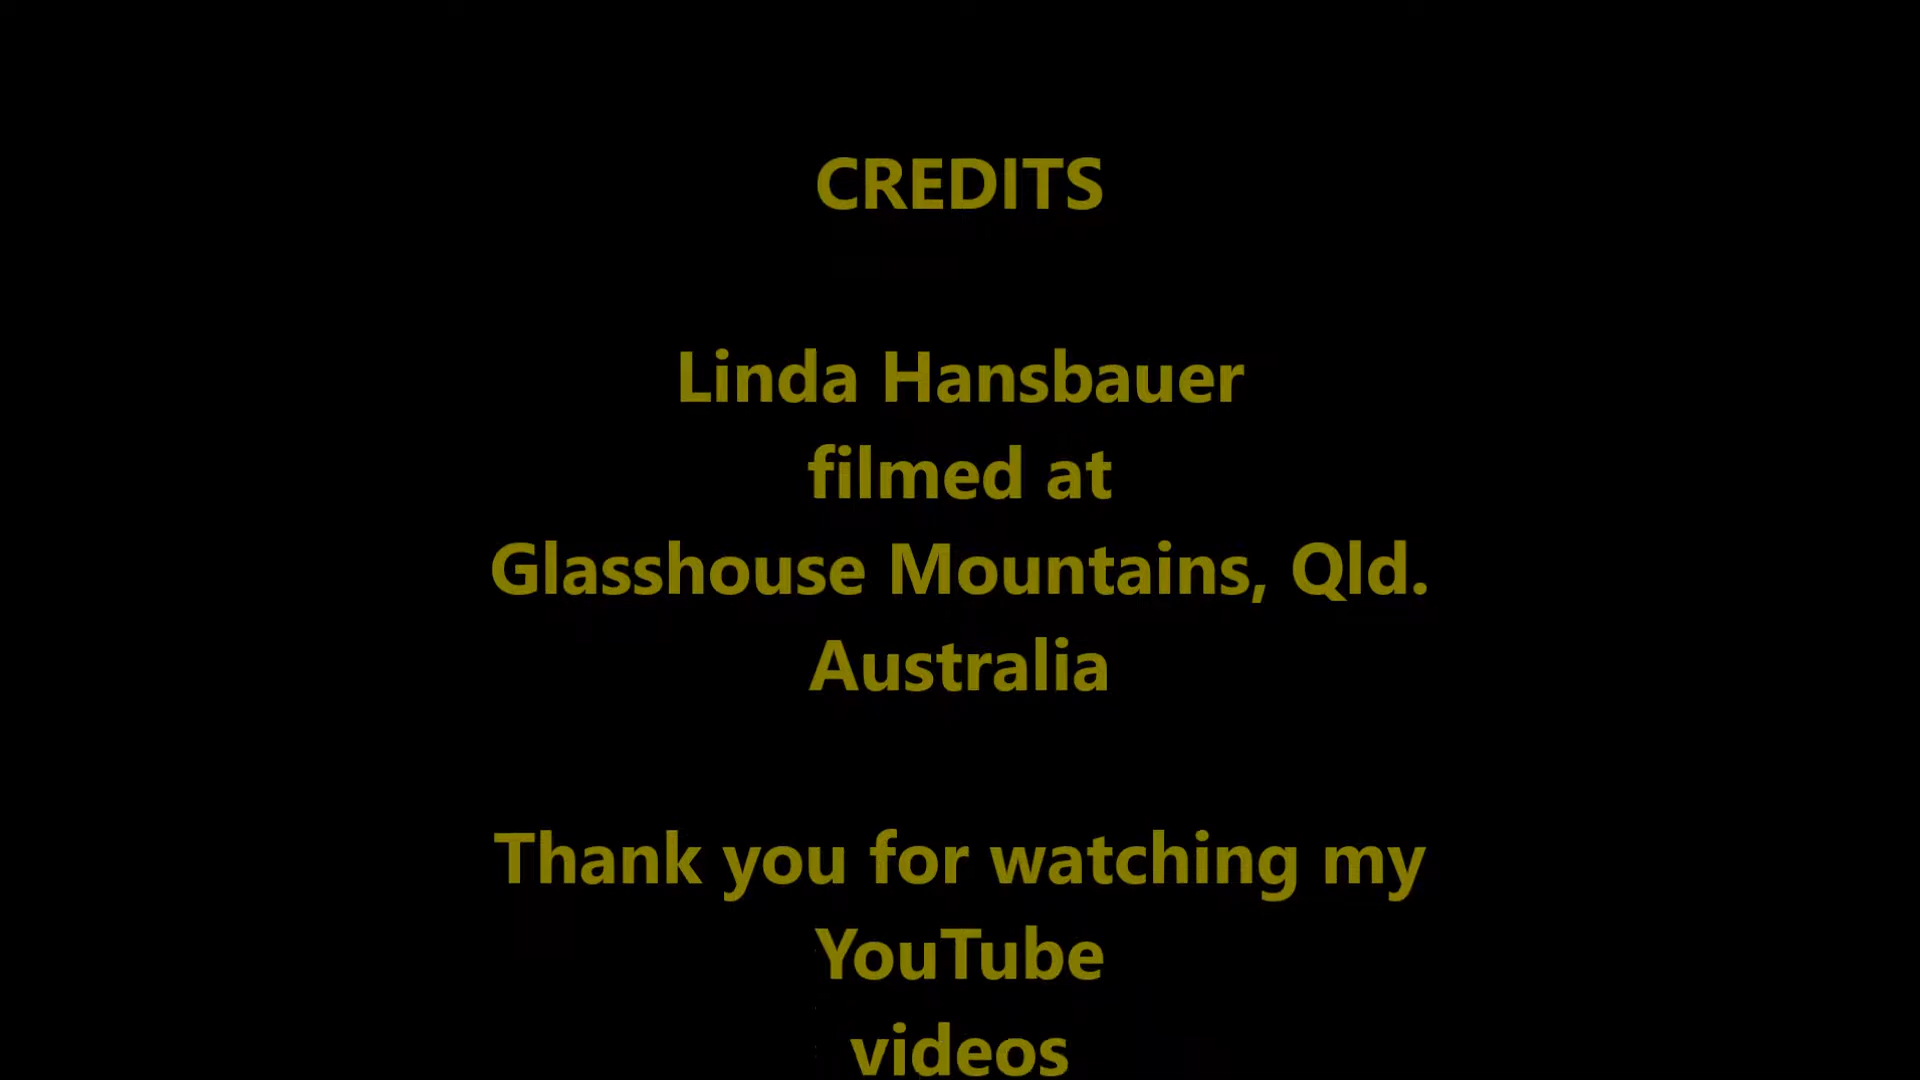 CREDITS
Linda Hansbauer
filmed at
Glasshouse Mountains, Qld.
Australia
Thank you for watching my
YouTube
videos